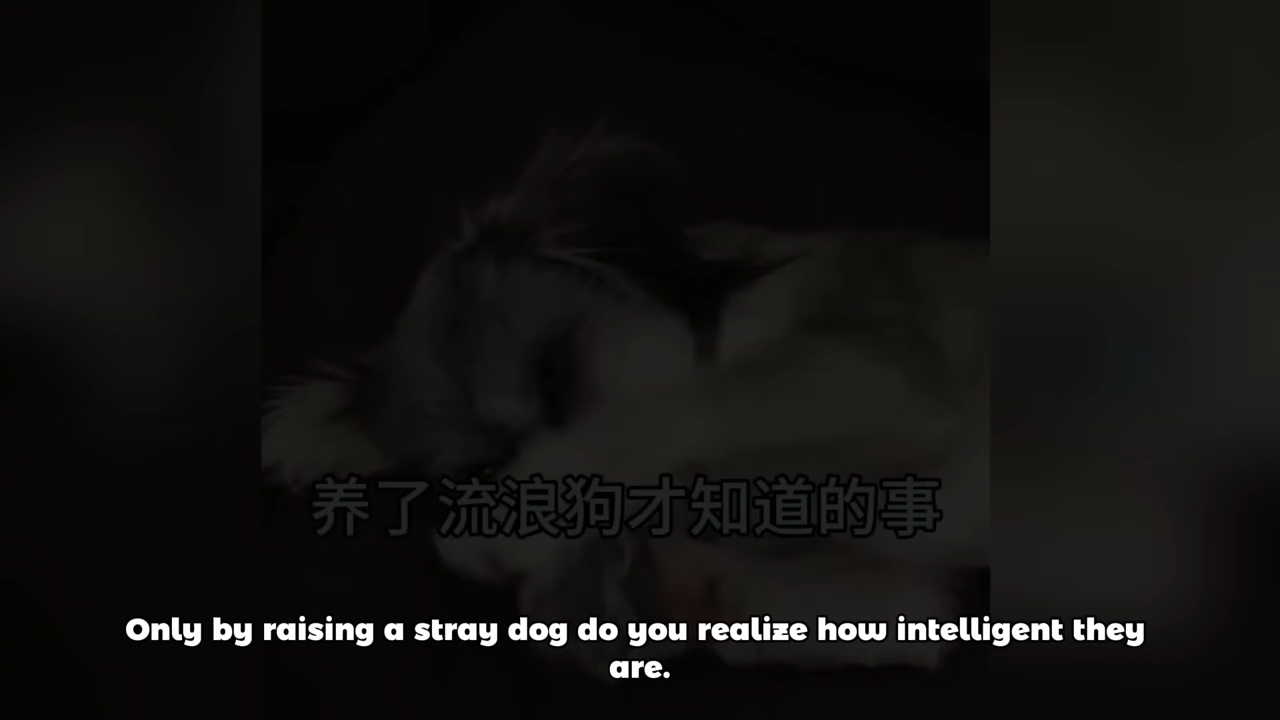 养了流浪狗才知道的事
Only by raising a stray dog do you realize how intelligent they
are.